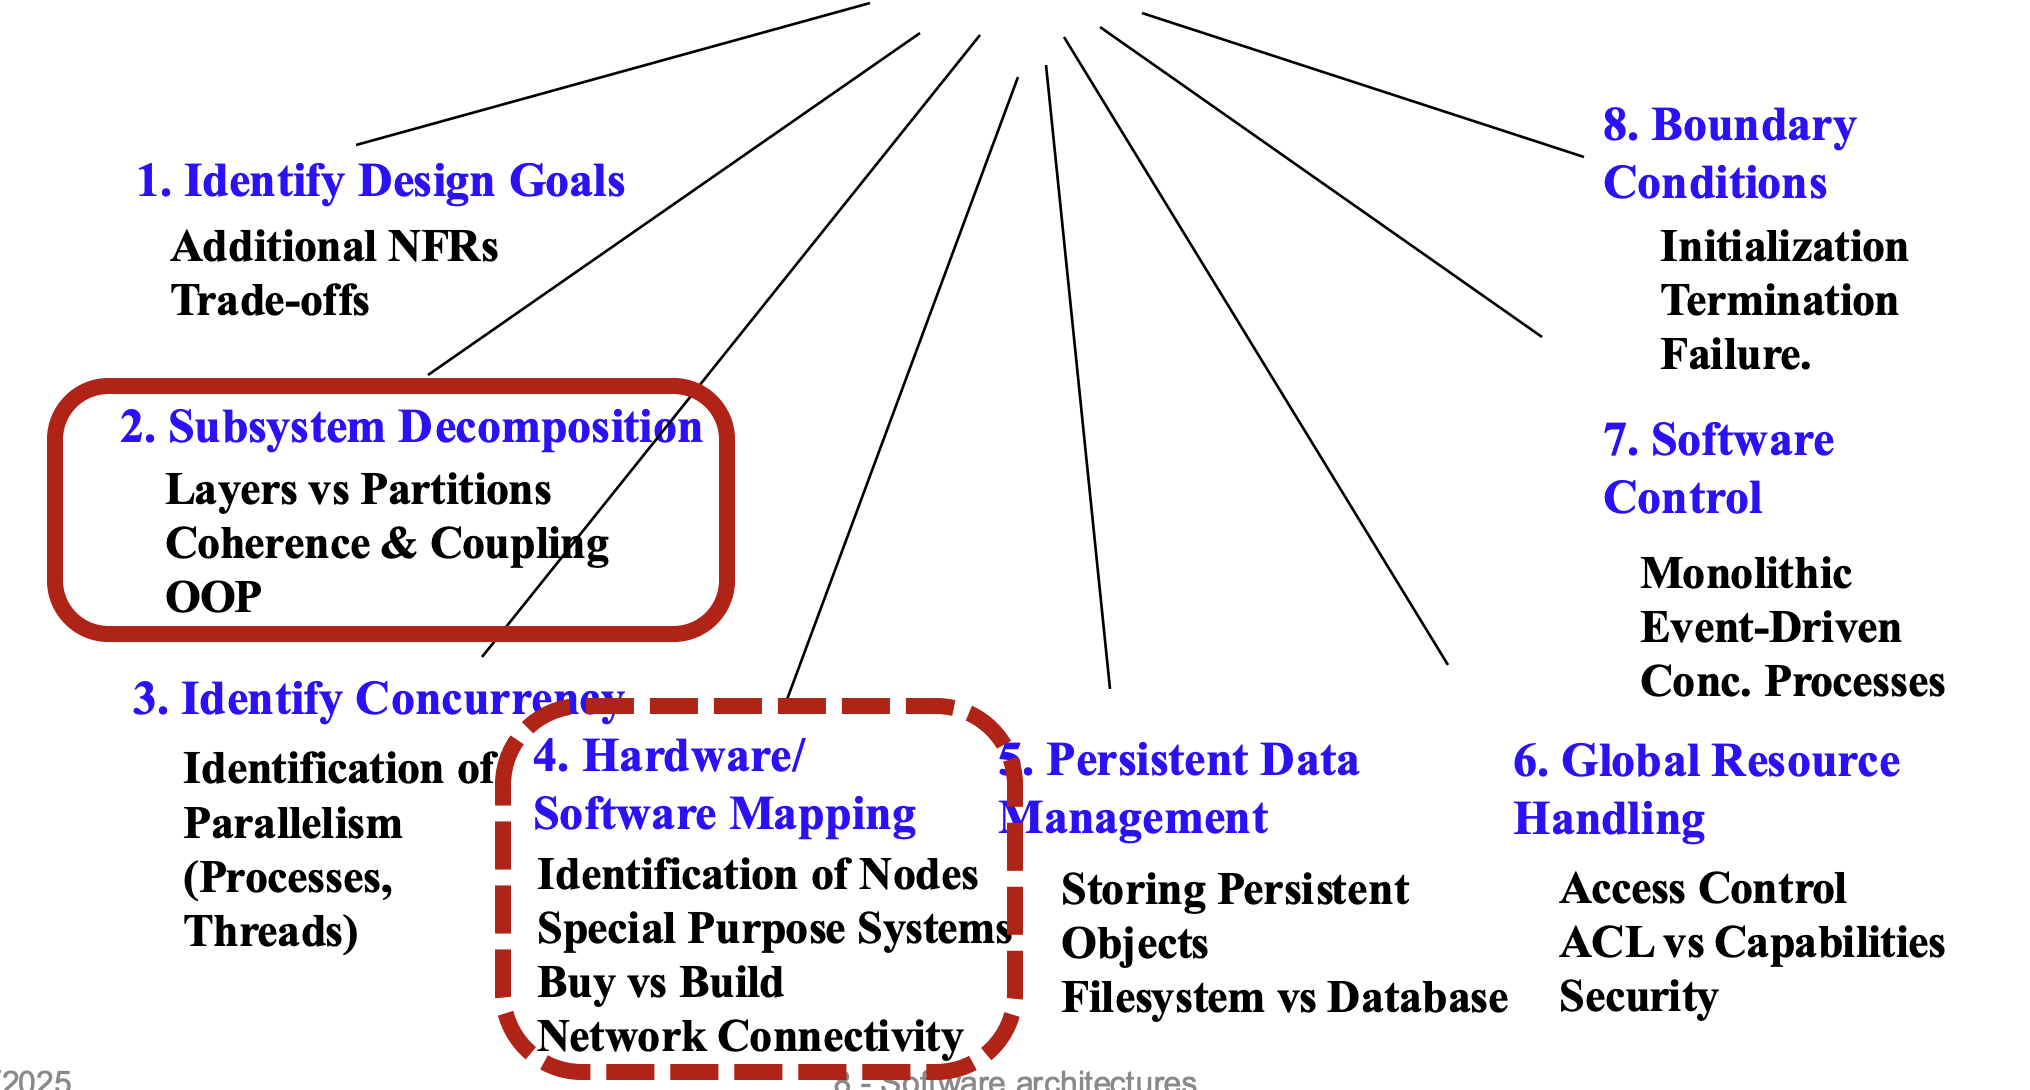 1. Identify Design Goals
Additional NFRs
Trade-offs
2. Subsystem Decomposition
Layers vs Partitions
Coherence & Coupling
OOP
3. Identify Concurrency
Identification of
Parallelism
(Processes,
Threads)
4. Hardware/
Software Mapping
Identification of Nodes
Special Purpose Systems
Buy vs Build
Network Connectivity
5. Persistent Data
Management
Storing Persistent
Objects
Filesystem vs Database
6. Global Resource
Handling
Access Control
ACL vs Capabilities
Security
7. Software
Control
Monolithic
Event-Driven
Conc. Processes
8. Boundary
Conditions
Initialization
Termination
Failure.
/2025
8 - Software architectures